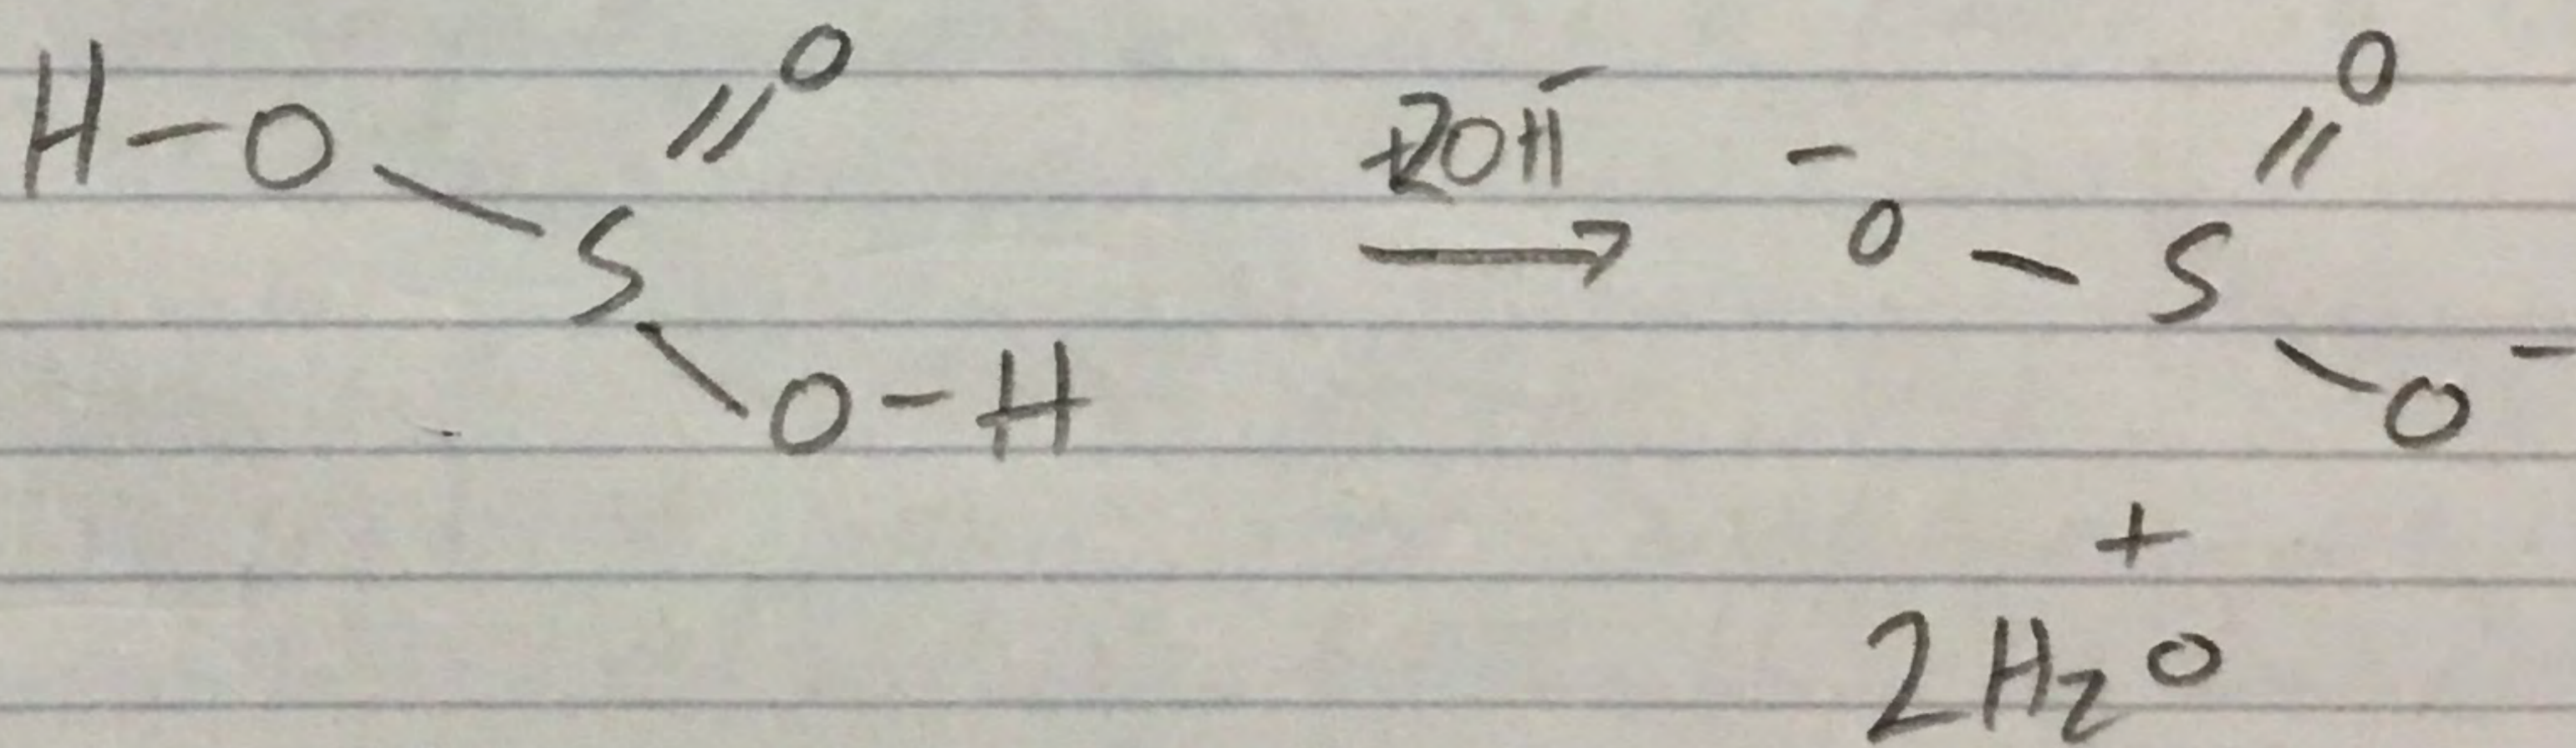 H-O O
S
O-H
+2OH⁻
→
⁻O-S=O
O⁻
+
2H₂O